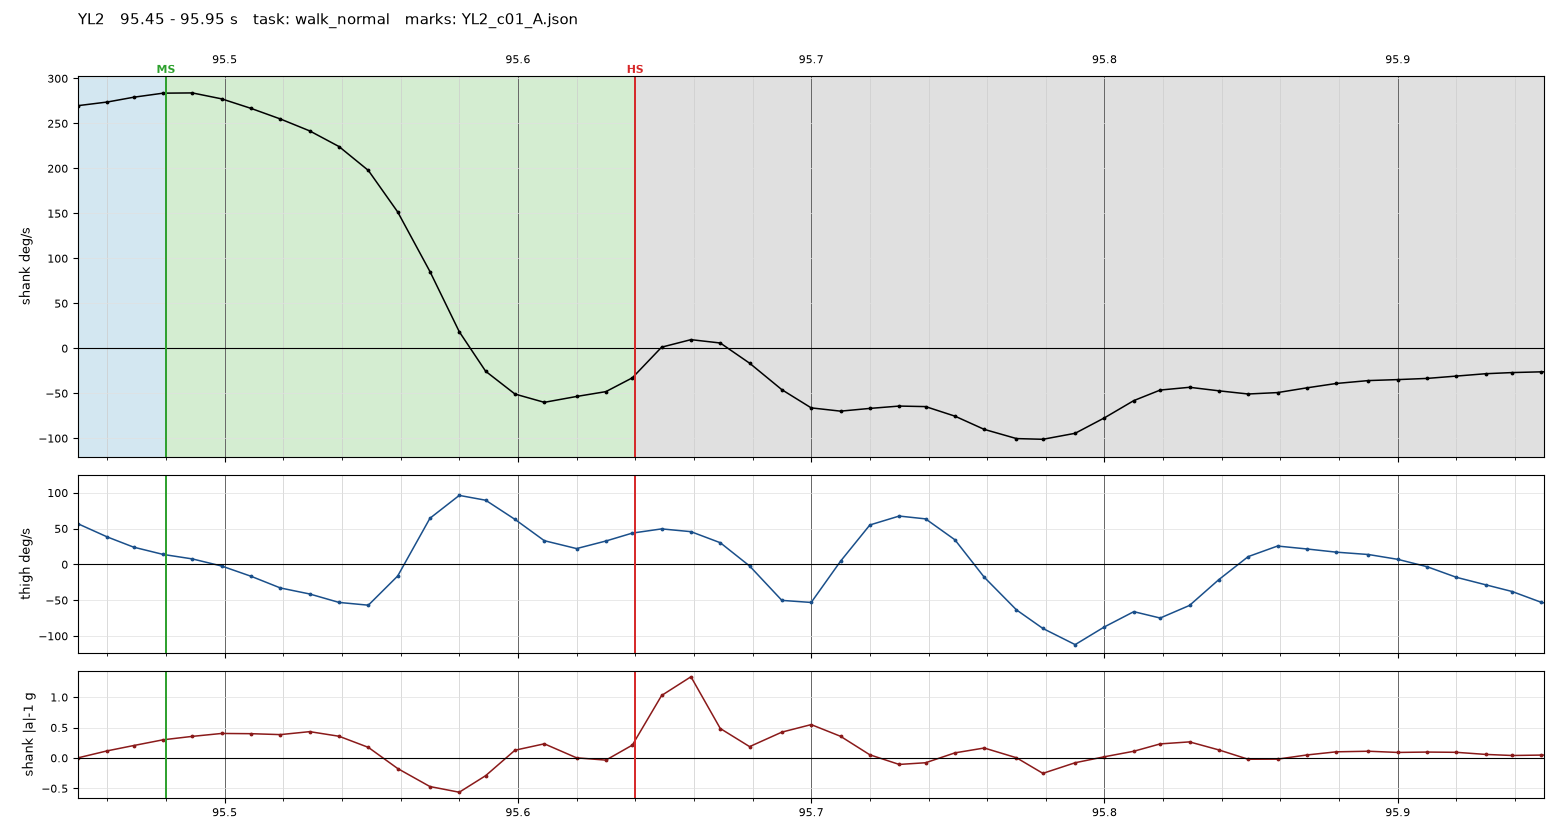 YL2   95.45 - 95.95 s   task: walk_normal   marks: YL2_c01_A.json
95.5 95.6 95.7 95.8 95.9
MS HS
300
250
200
150
100
50
0
−50
−100
shank deg/s
100
50
0
−50
−100
thigh deg/s
1.0
0.5
0.0
−0.5
shank |a|-1 g
95.5 95.6 95.7 95.8 95.9